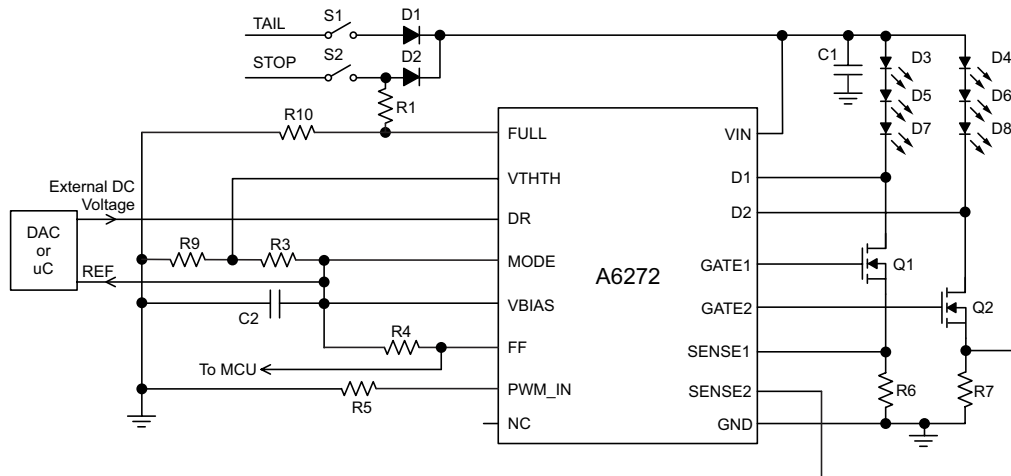 TAIL
S1
D1
STOP
S2
D2
R1
C1
D3
D4
D5
D6
D7
D8
R10
FULL
VIN
VTHTH
D1
External DC
Voltage
DAC
or
uC
DR
D2
R9
R3
MODE
A6272
GATE1
Q1
REF
C2
VBIAS
GATE2
Q2
R4
FF
SENSE1
To MCU
R5
PWM_IN
SENSE2
R6
R7
NC
GND